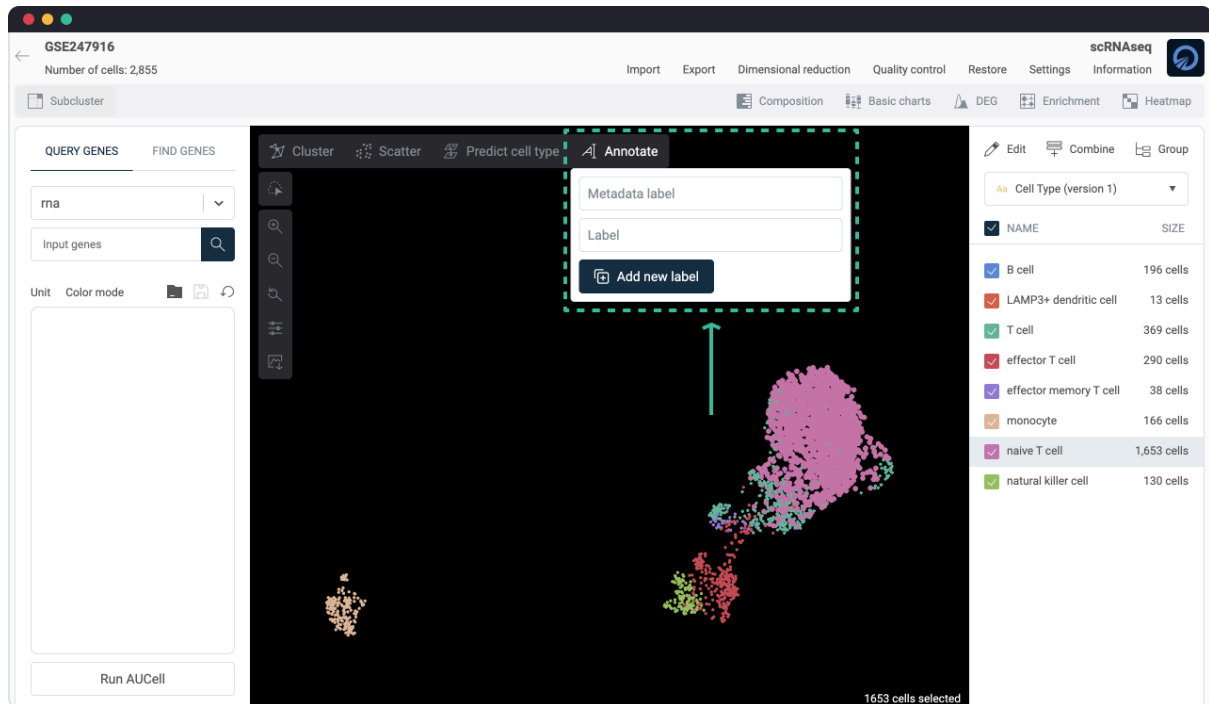 GSE247916
Number of cells: 2,855
scRNAseq
Import Export Dimensional reduction Quality control Restore Settings Information
Subcluster
Composition Basic charts DEG Enrichment Heatmap
QUERY GENES FIND GENES
rna
Input genes
Unit Color mode
Run AUCell
Cluster Scatter Predict cell type Annotate
Metadata label
Label
Add new label
1653 cells selected
Edit Combine Group
Aa Cell Type (version 1)
NAME SIZE
B cell 196 cells
LAMP3+ dendritic cell 13 cells
T cell 369 cells
effector T cell 290 cells
effector memory T cell 38 cells
monocyte 166 cells
naive T cell 1,653 cells
natural killer cell 130 cells